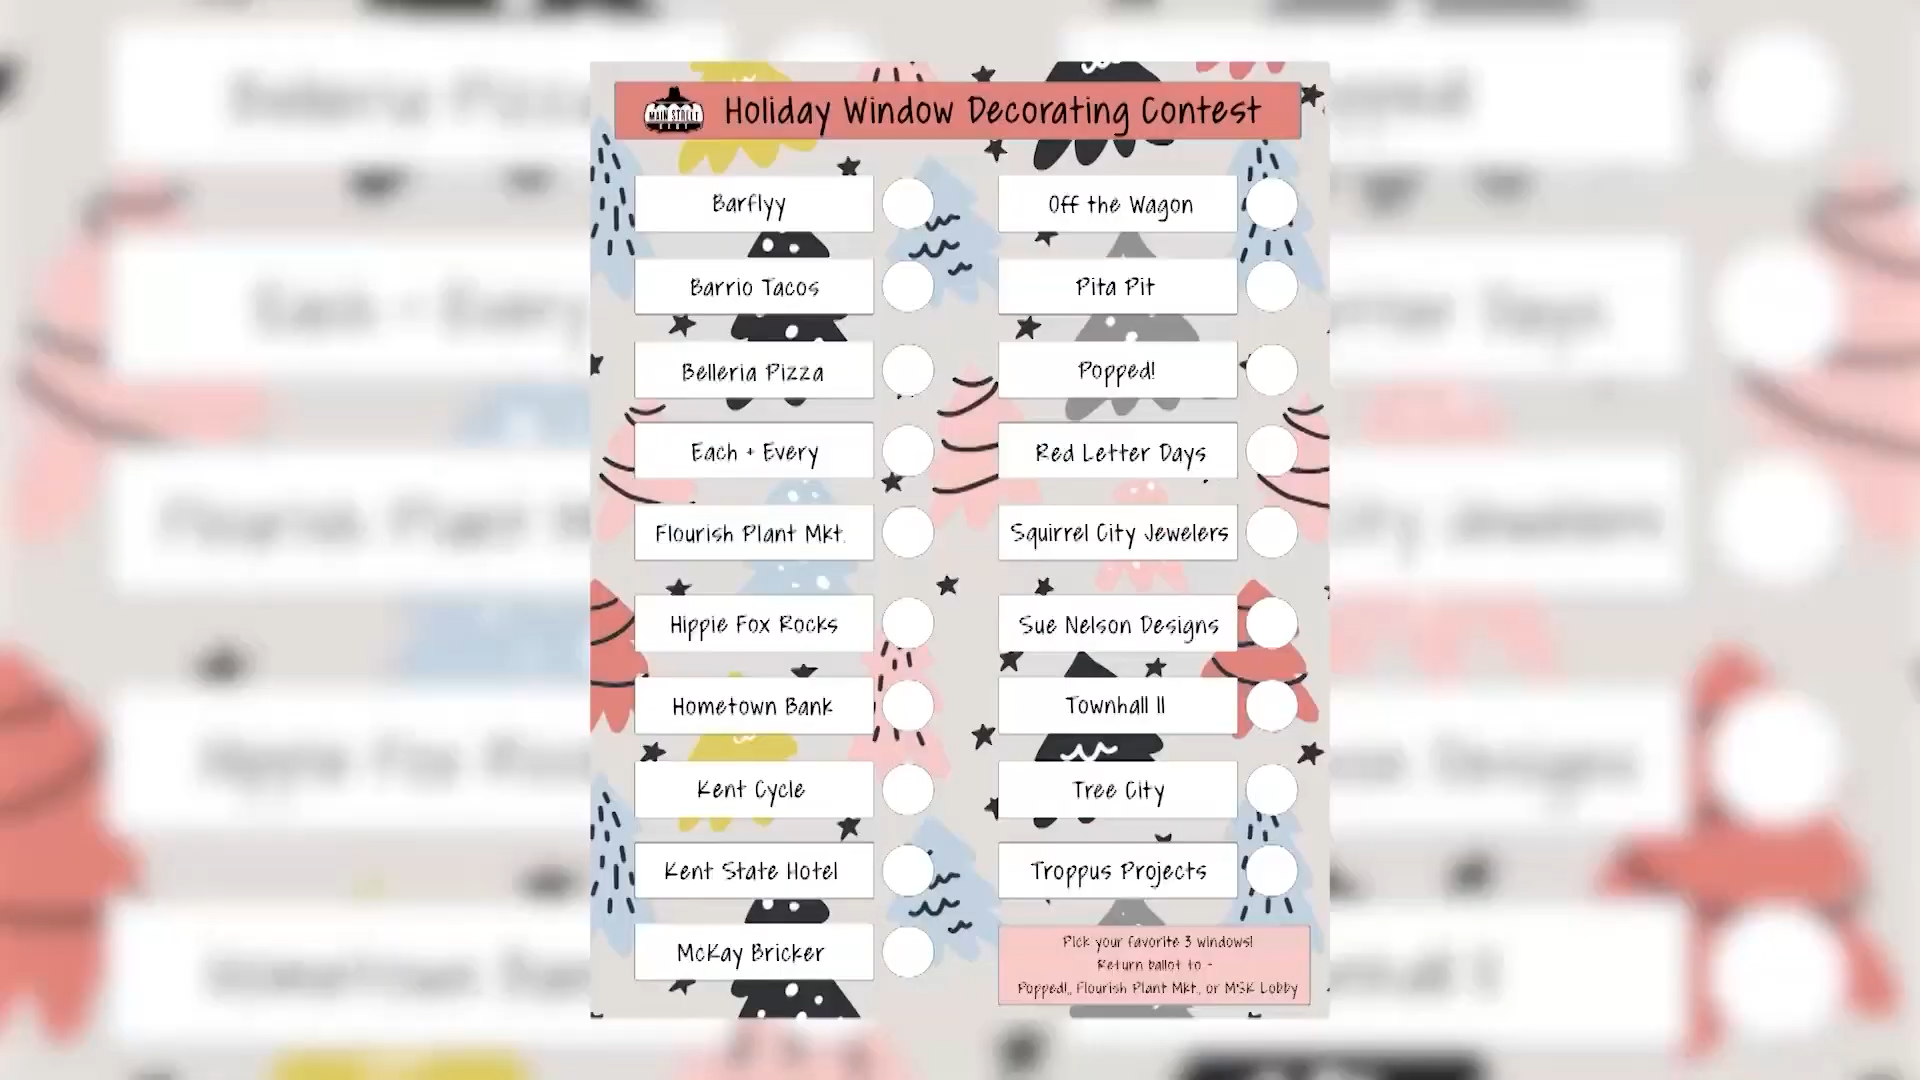 MAIN STREET
KENT
Holiday Window Decorating Contest
Barflyy
Barrio Tacos
Belleria Pizza
Each + Every
Flourish Plant Mkt.
Hippie Fox Rocks
Hometown Bank
Kent Cycle
Kent State Hotel
McKay Bricker
Off the Wagon
Pita Pit
Popped!
Red Letter Days
Squirrel City Jewelers
Sue Nelson Designs
Townhall II
Tree City
Troppus Projects
Pick your favorite 3 windows!
Return ballot to -
Popped!, Flourish Plant Mkt., or MSK Lobby